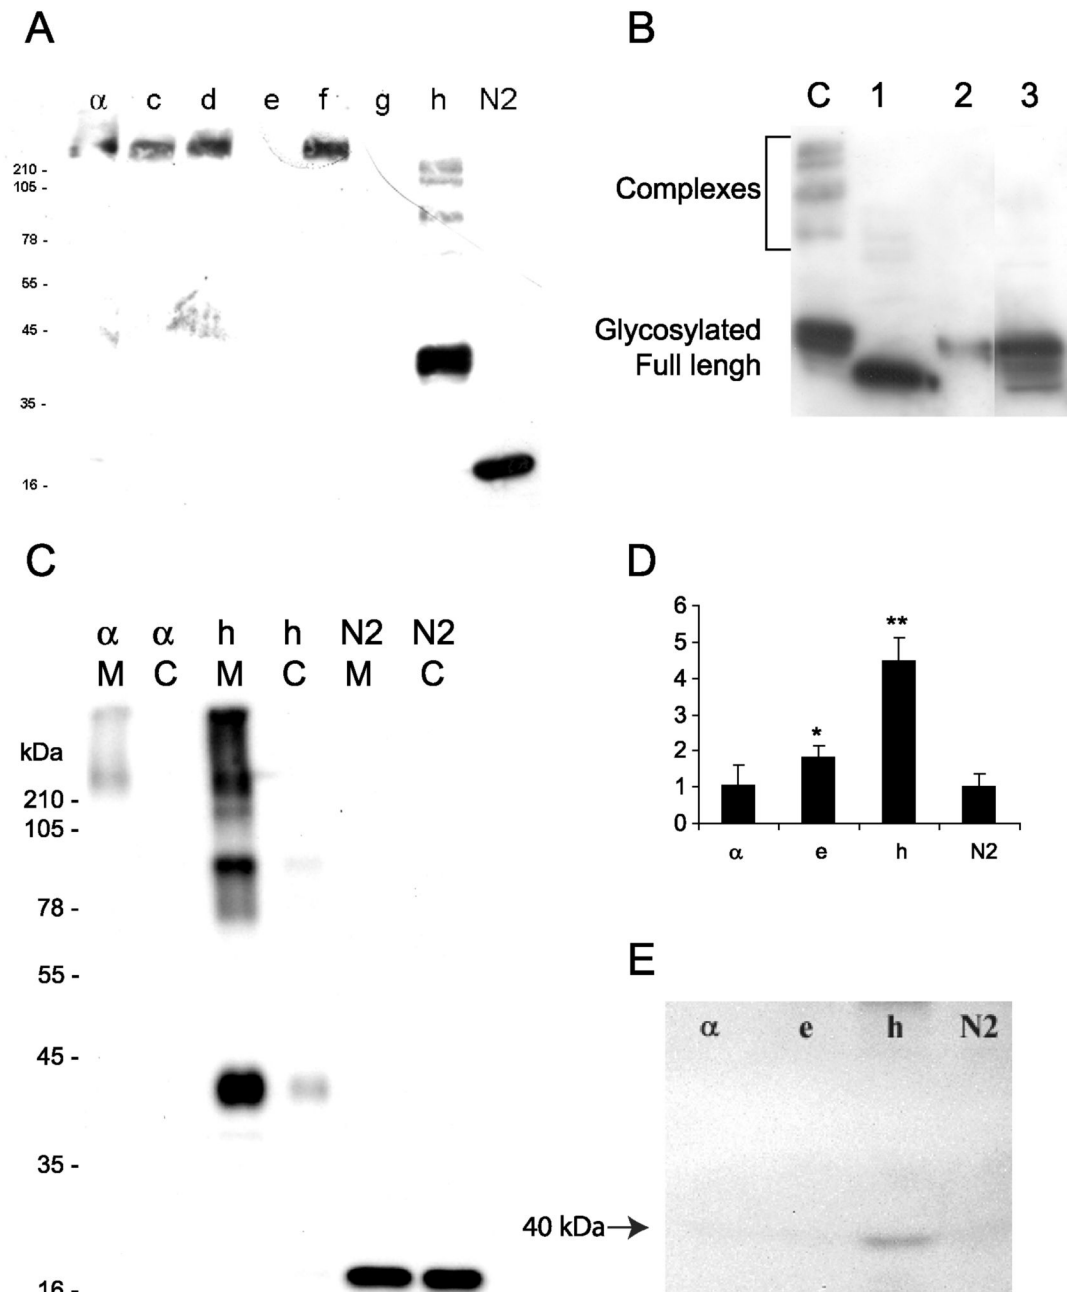 A
α c d e f g h N2
210 -
105 -
78 -
55 -
45 -
35 -
16 -
B
C 1 2 3
Complexes
Glycosylated
Full lengh
C
α α h h N2 N2
M C M C M C
kDa
210 -
105 -
78 -
55 -
45 -
35 -
16 -
D
6
5
4
3
2
1
0
**
*
α e h N2
E
α e h N2
40 kDa